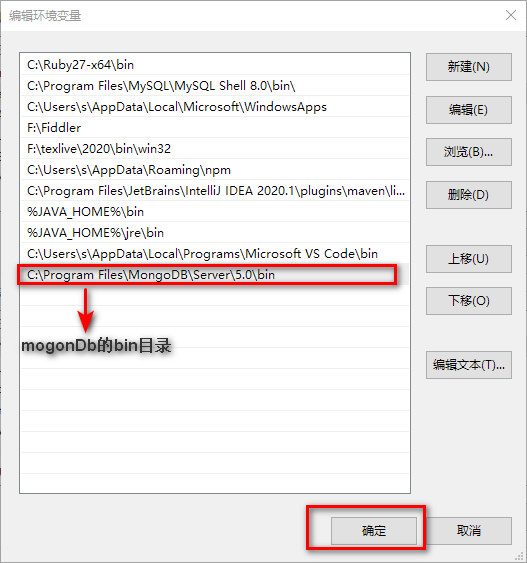 编辑环境变量
C:\Ruby27-x64\bin
C:\Program Files\MySQL\MySQL Shell 8.0\bin\
C:\Users\s\AppData\Local\Microsoft\WindowsApps
F:\Fiddler
F:\texlive\2020\bin\win32
C:\Users\s\AppData\Roaming\npm
C:\Program Files\JetBrains\IntelliJ IDEA 2020.1\plugins\maven\li...
%JAVA_HOME%\bin
%JAVA_HOME%\jre\bin
C:\Users\s\AppData\Local\Programs\Microsoft VS Code\bin
C:\Program Files\MongoDB\Server\5.0\bin
mogonDb的bin目录
新建(N)
编辑(E)
浏览(B)...
删除(D)
上移(U)
下移(O)
编辑文本(T)...
确定
取消